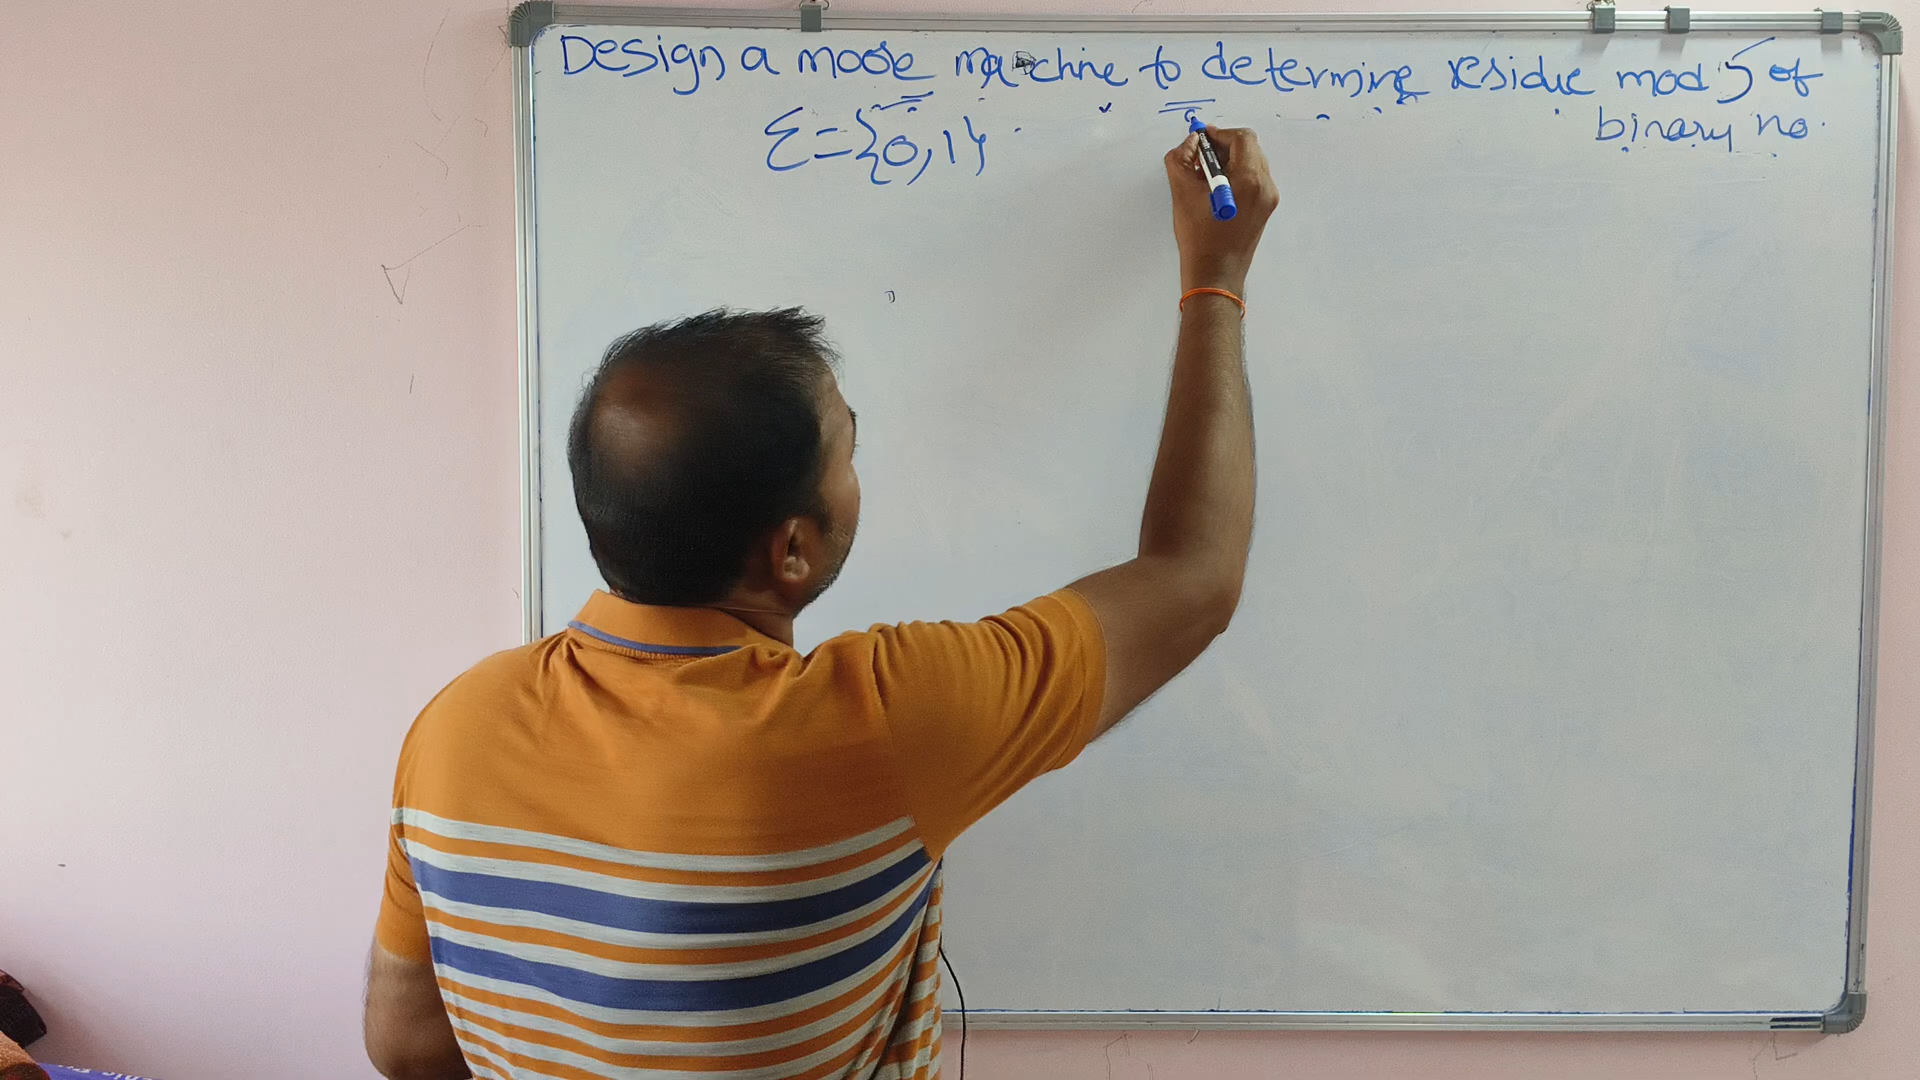 Design a moore machine to determine residue mod 5 of
binary no.
Σ={0,1}